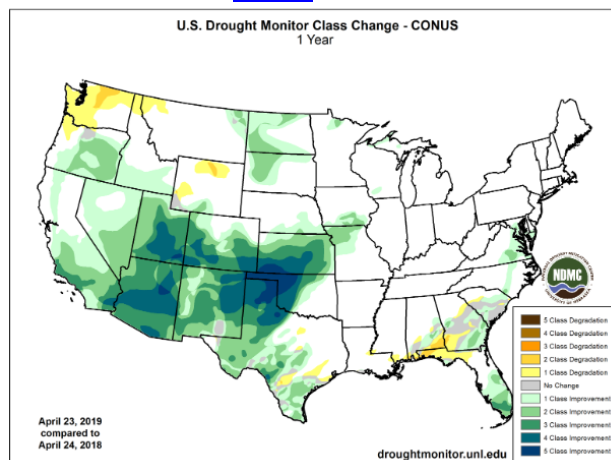 U.S. Drought Monitor Class Change - CONUS
1 Year
NDMC
5 Class Degradation
4 Class Degradation
3 Class Degradation
2 Class Degradation
1 Class Degradation
No Change
1 Class Improvement
2 Class Improvement
3 Class Improvement
4 Class Improvement
5 Class Improvement
April 23, 2019
compared to
April 24, 2018
droughtmonitor.unl.edu